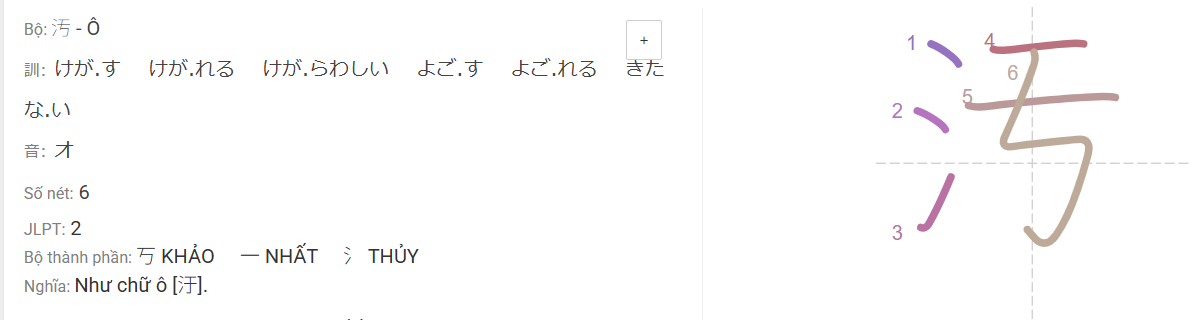 Bộ: 汚 - Ô
+
訓: けが.す けが.れる けが.らわしい よご.す よご.れる きた
な.い
音: オ
Số nét: 6
JLPT: 2
Bộ thành phần: 丂 KHẢO 一 NHẤT 氵 THỦY
Nghĩa: Như chữ ô [汙].
1
2
3
4
5
6
汚